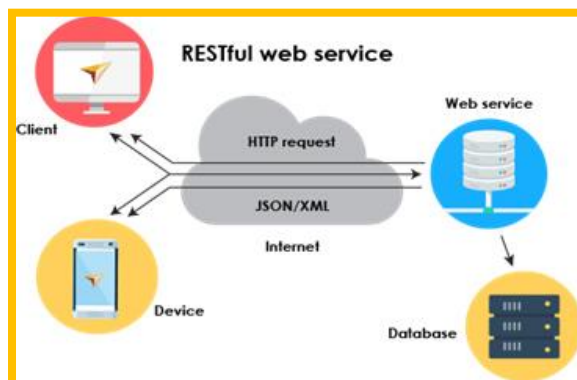 RESTful web service
Web service
Client
HTTP request
JSON/XML
Internet
Device
Database